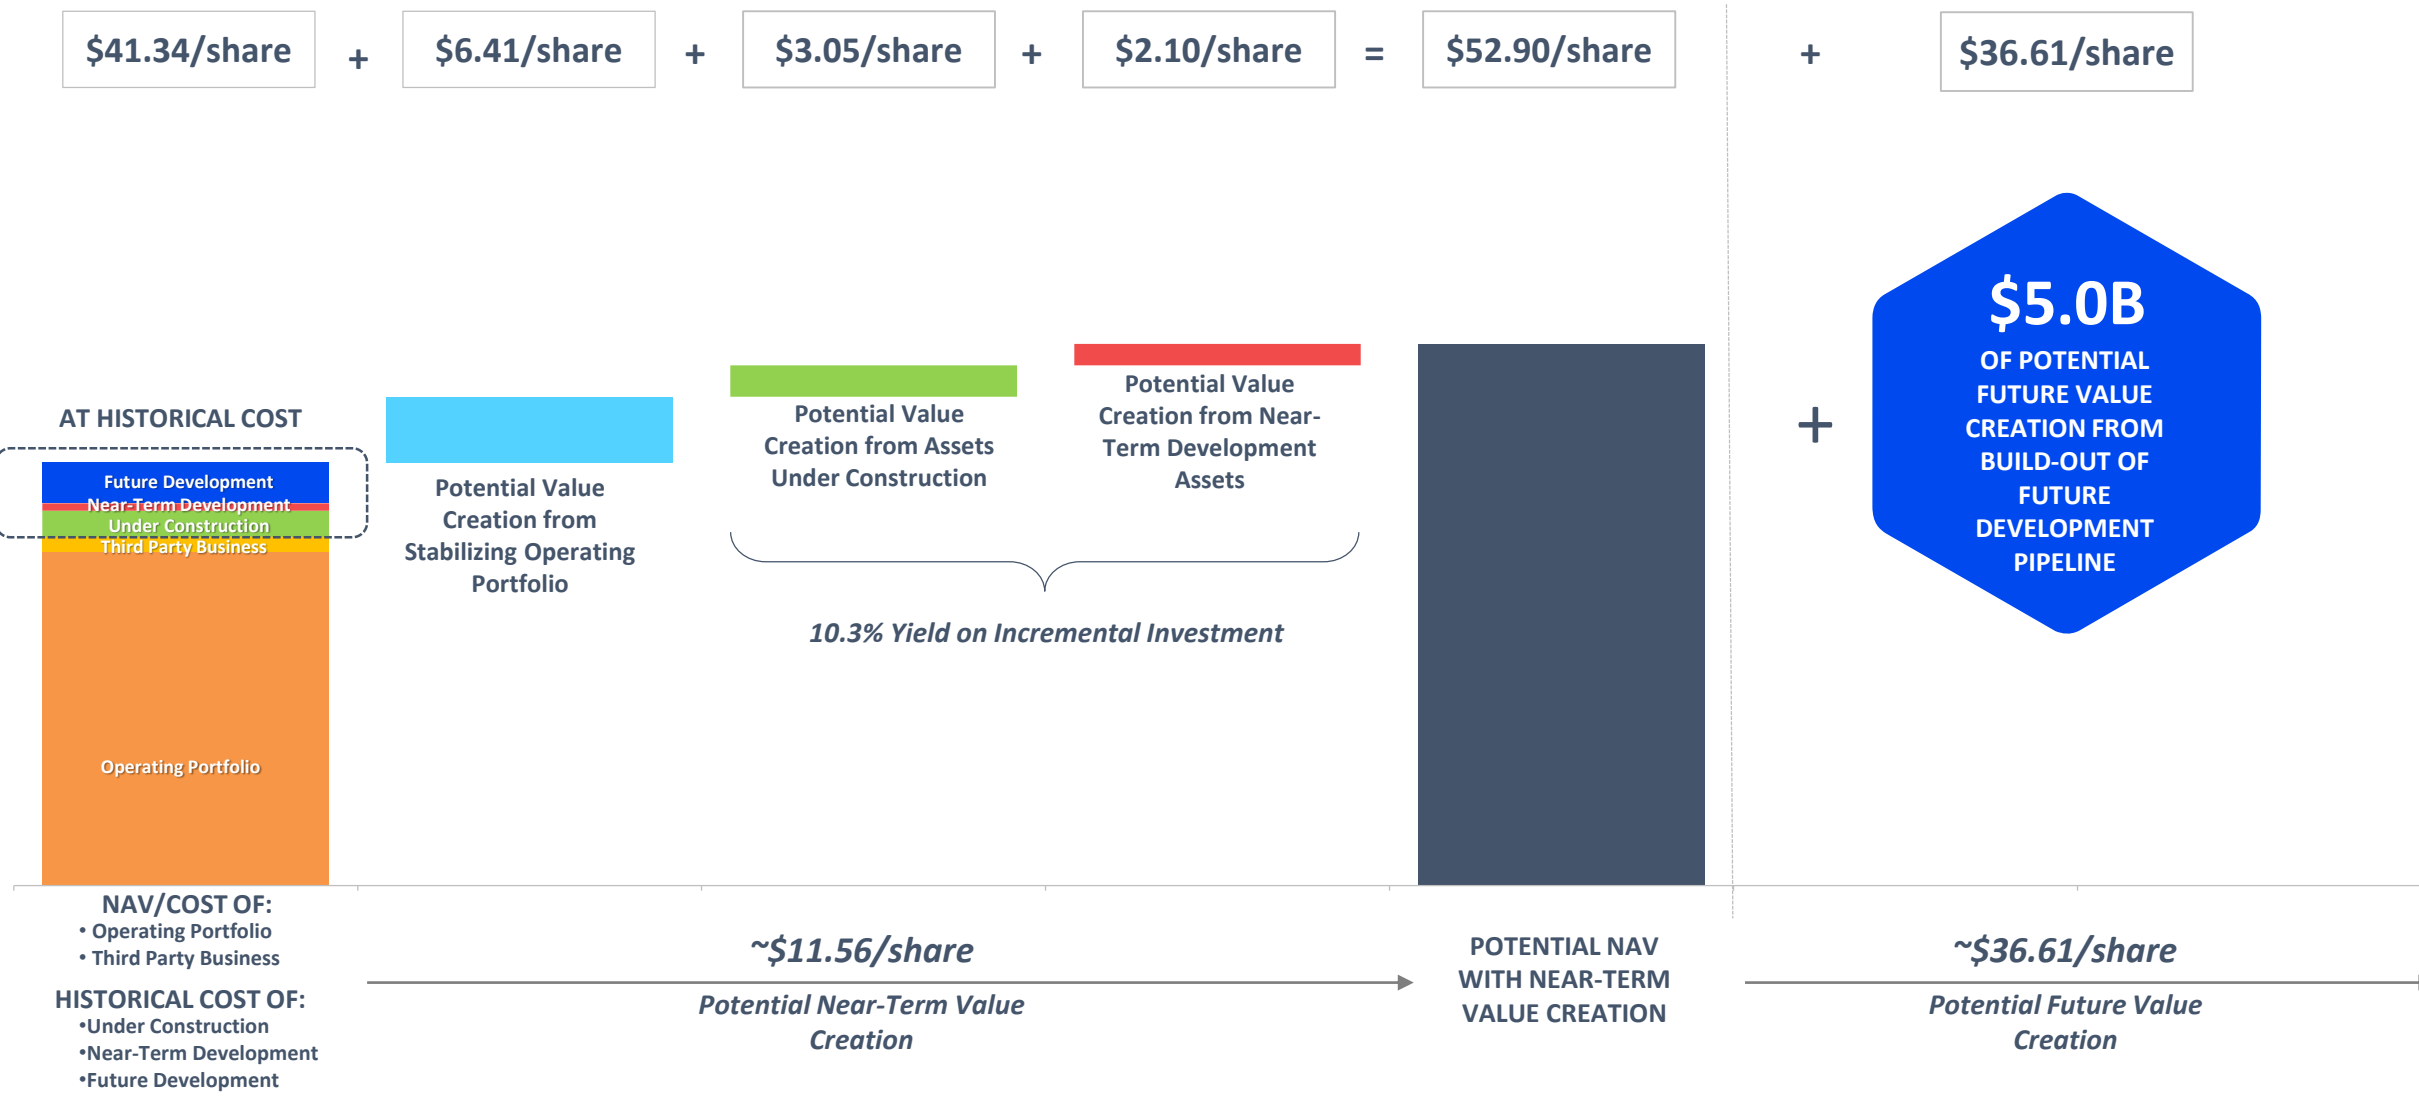 $41.34/share + $6.41/share + $3.05/share + $2.10/share = $52.90/share + $36.61/share
AT HISTORICAL COST
Future Development
Near-Term Development
Under Construction
Third Party Business
Operating Portfolio
Potential Value
Creation from
Stabilizing Operating
Portfolio
Potential Value
Creation from Assets
Under Construction
Potential Value
Creation from Near-
Term Development
Assets
10.3% Yield on Incremental Investment
+
$5.0B
OF POTENTIAL
FUTURE VALUE
CREATION FROM
BUILD-OUT OF
FUTURE
DEVELOPMENT
PIPELINE
NAV/COST OF:
• Operating Portfolio
• Third Party Business
HISTORICAL COST OF:
•Under Construction
•Near-Term Development
•Future Development
~$11.56/share
Potential Near-Term Value
Creation
POTENTIAL NAV
WITH NEAR-TERM
VALUE CREATION
~$36.61/share
Potential Future Value
Creation